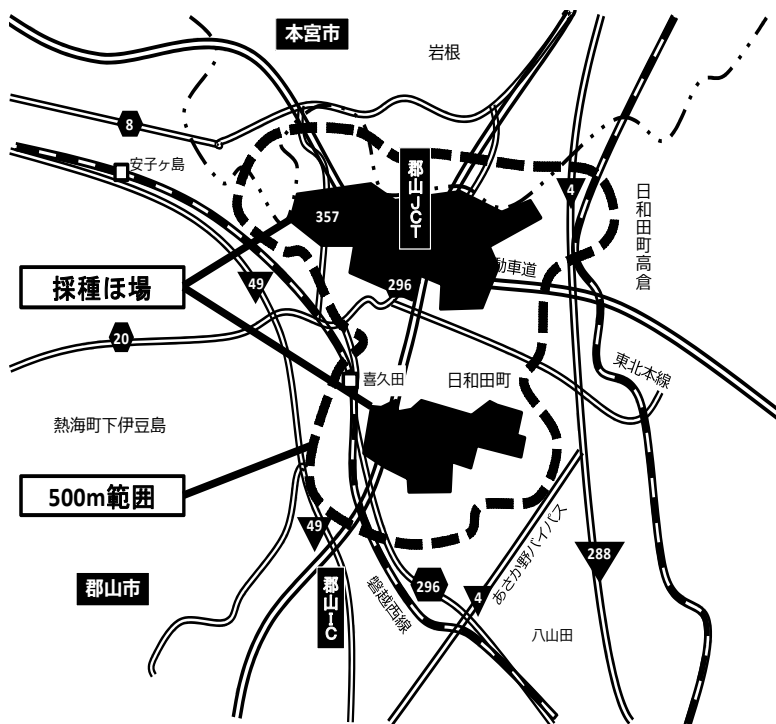 本宮市
岩根
8
安子ヶ島
郡山JCT
4
日和田町高倉
357
採種ほ場
49
296
動車道
20
喜久田
日和田町
東北本線
熱海町下伊豆島
500m範囲
49
あさか野バイパス
288
郡山市
郡山IC
磐越西線
296
4
八山田